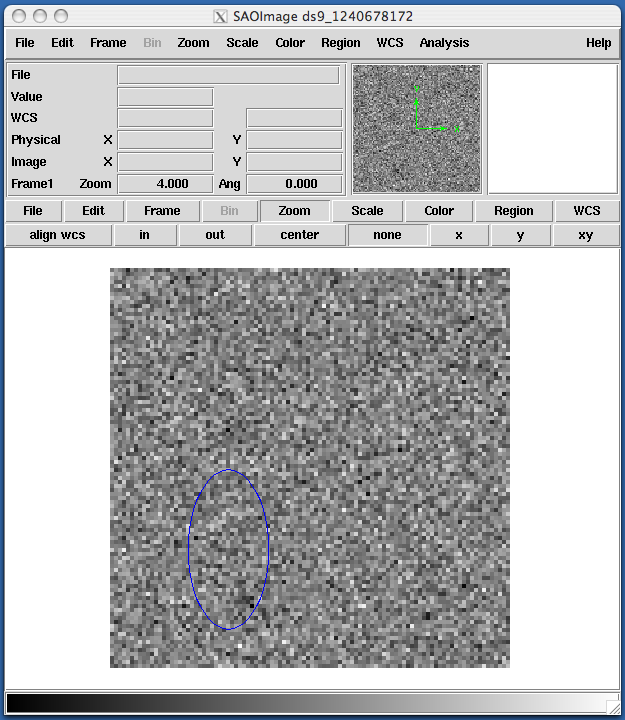 SAOImage ds9_1240678172
File Edit Frame Bin Zoom Scale Color Region WCS Analysis Help
File
Value
WCS
Physical X Y
Image X Y
Frame1 Zoom 4.000 Ang 0.000
File Edit Frame Bin Zoom Scale Color Region WCS
align wcs in out center none x y xy